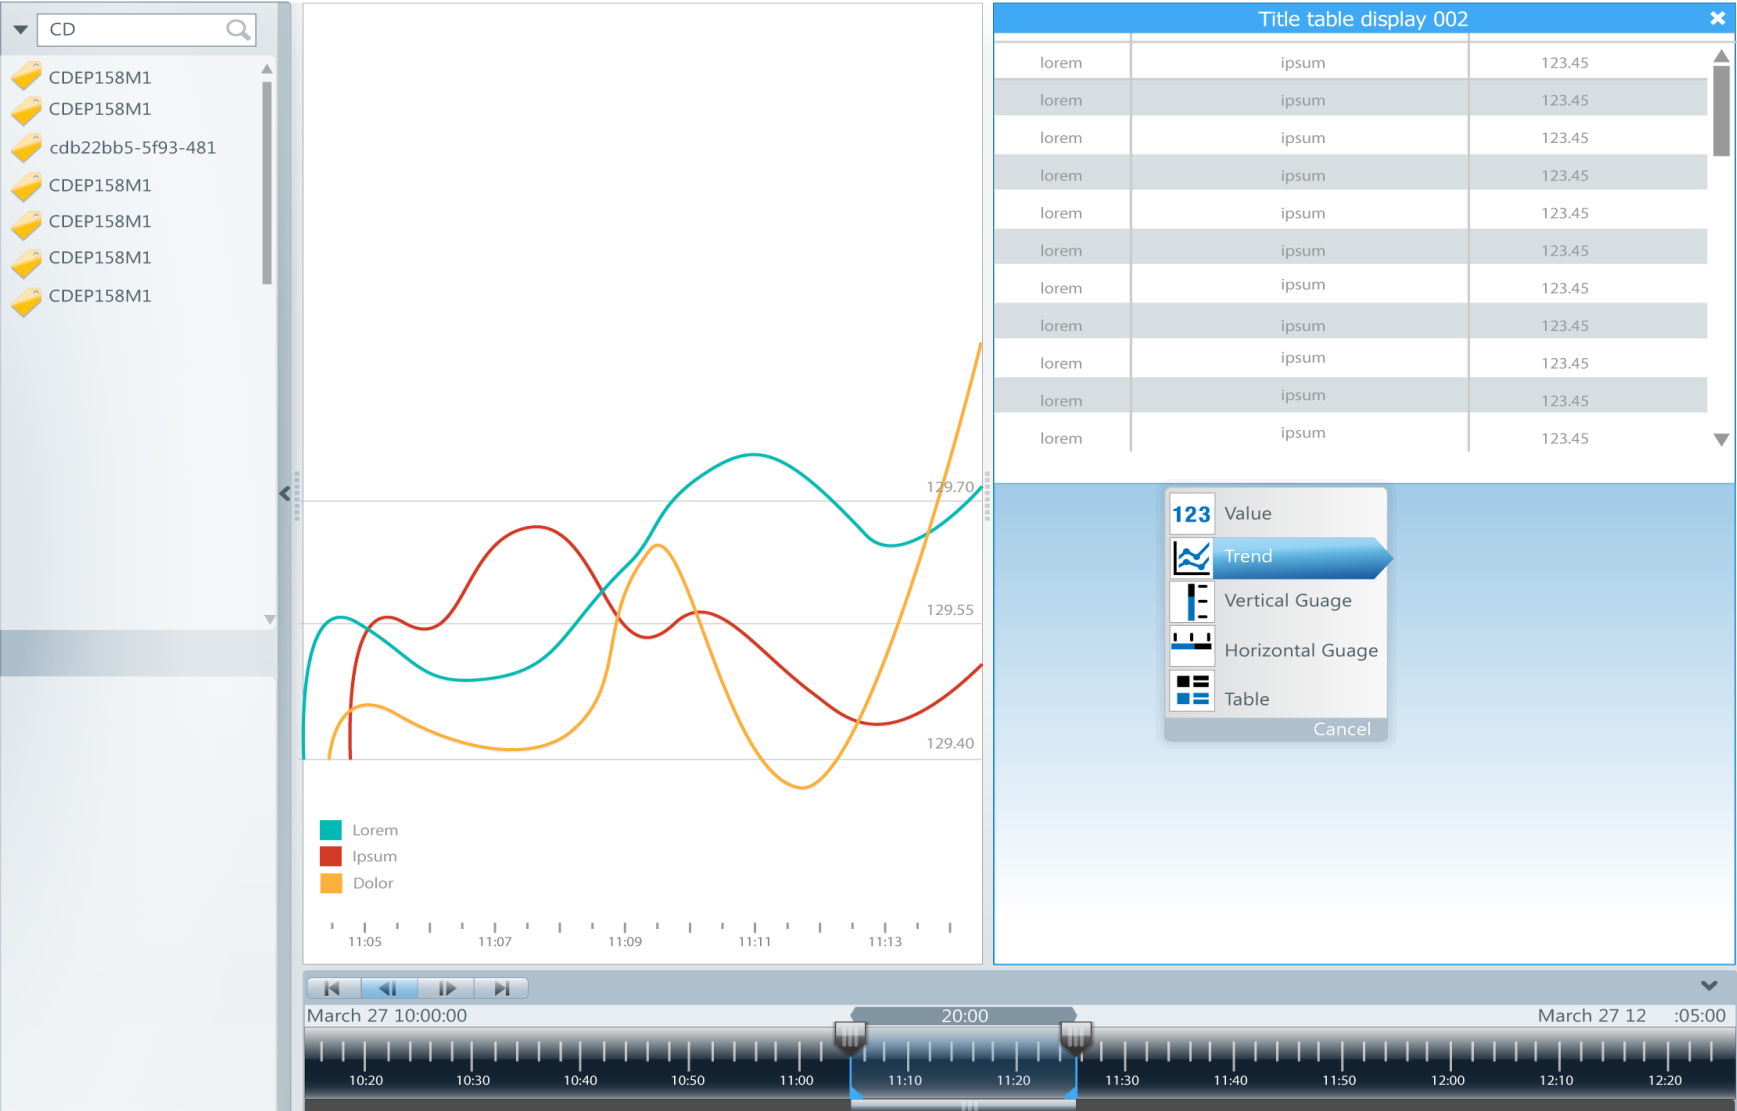 CD
CDEP158M1
CDEP158M1
cdb22bb5-5f93-481
CDEP158M1
CDEP158M1
CDEP158M1
CDEP158M1
129.70
129.55
129.40
Lorem
Ipsum
Dolor
11:05 11:07 11:09 11:11 11:13
Title table display 002
lorem ipsum 123.45
lorem ipsum 123.45
lorem ipsum 123.45
lorem ipsum 123.45
lorem ipsum 123.45
lorem ipsum 123.45
lorem ipsum 123.45
lorem ipsum 123.45
lorem ipsum 123.45
lorem ipsum 123.45
lorem ipsum 123.45
123 Value
Trend
Vertical Guage
Horizontal Guage
Table
Cancel
March 27 10:00:00 20:00 March 27 12 :05:00
10:20 10:30 10:40 10:50 11:00 11:10 11:20 11:30 11:40 11:50 12:00 12:10 12:20